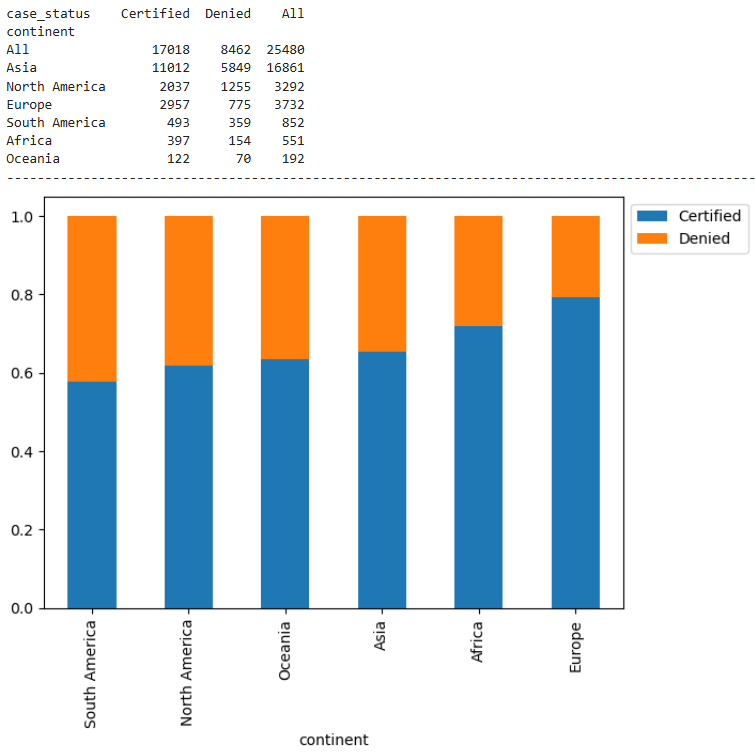 case_status Certified Denied All
continent
All 17018 8462 25480
Asia 11012 5849 16861
North America 2037 1255 3292
Europe 2957 775 3732
South America 493 359 852
Africa 397 154 551
Oceania 122 70 192
1.0
0.8
0.6
0.4
0.2
0.0
Certified
Denied
South America
North America
Oceania
Asia
Africa
Europe
continent